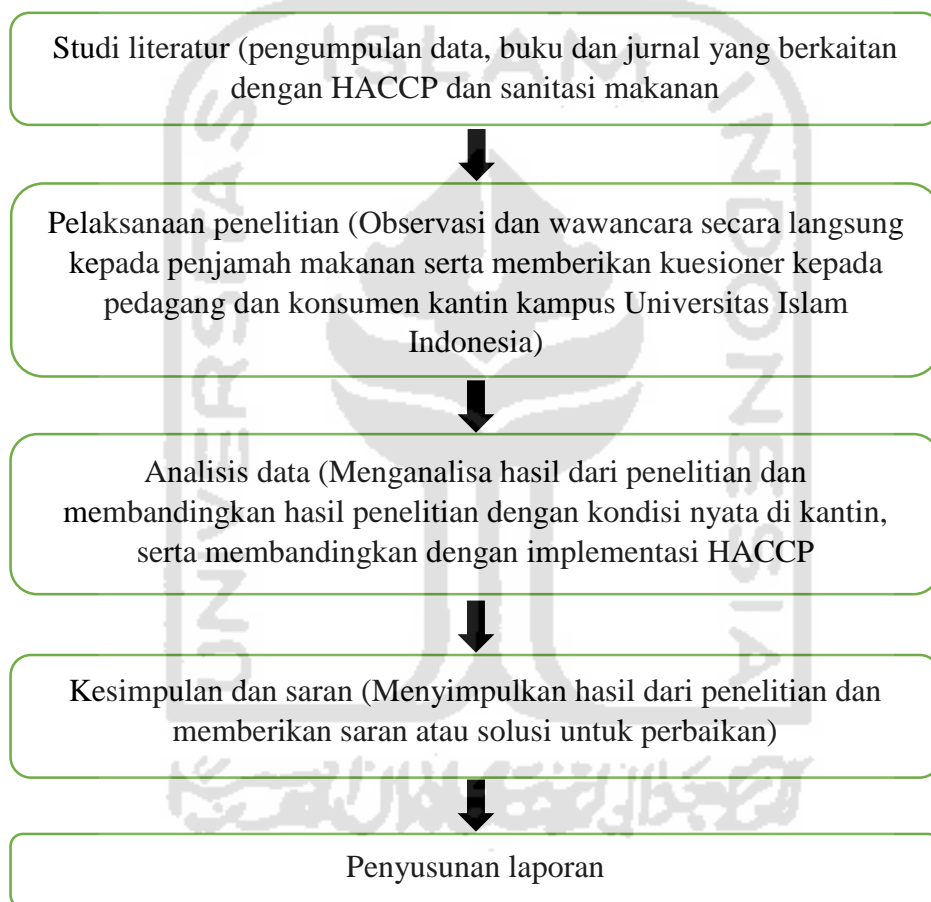 Studi literatur (pengumpulan data, buku dan jurnal yang berkaitan
dengan HACCP dan sanitasi makanan
Pelaksanaan penelitian (Observasi dan wawancara secara langsung
kepada penjamah makanan serta memberikan kuesioner kepada
pedagang dan konsumen kantin kampus Universitas Islam
Indonesia)
Analisis data (Menganalisa hasil dari penelitian dan
membandingkan hasil penelitian dengan kondisi nyata di kantin,
serta membandingkan dengan implementasi HACCP
Kesimpulan dan saran (Menyimpulkan hasil dari penelitian dan
memberikan saran atau solusi untuk perbaikan)
Penyusunan laporan
UNIVERSITAS
ISLAM
INDONESIA